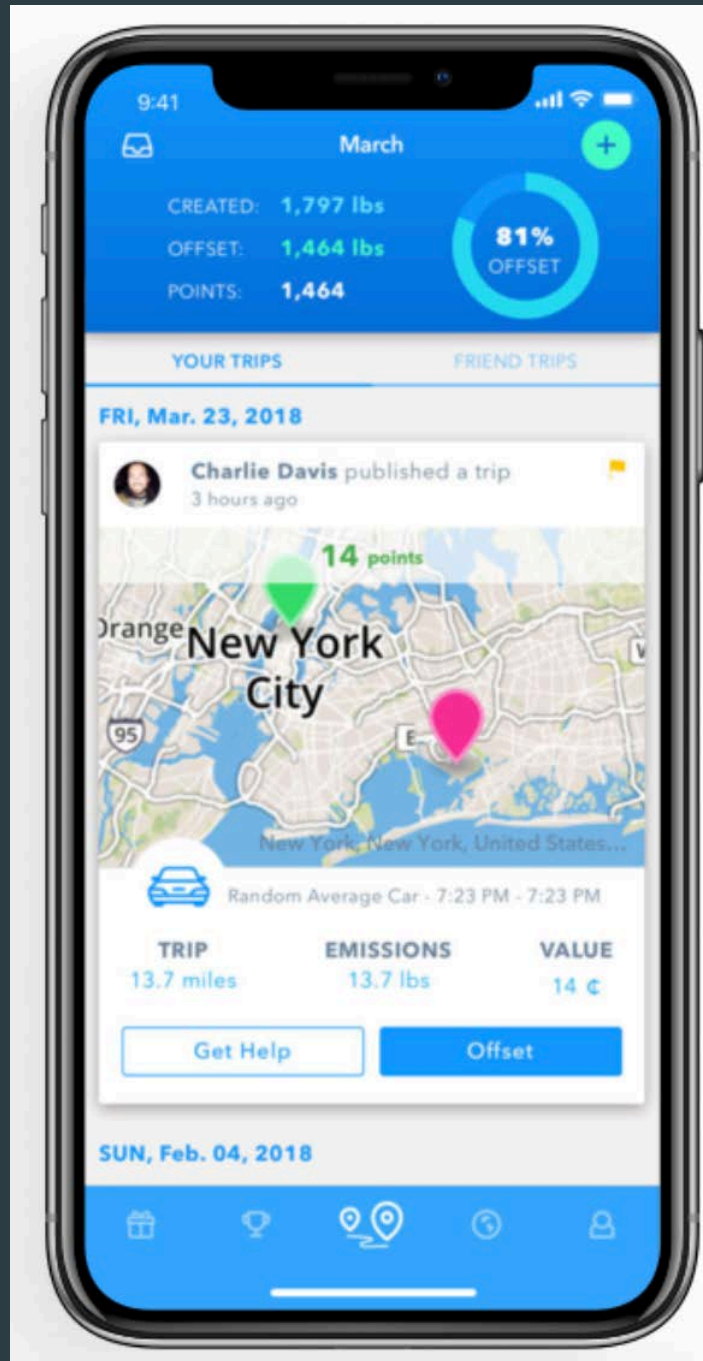 9:41
March
CREATED: 1,797 lbs
OFFSET: 1,464 lbs
POINTS: 1,464
81%
OFFSET
YOUR TRIPS
FRIEND TRIPS
FRI, Mar. 23, 2018
Charlie Davis published a trip
3 hours ago
14 points
Orange
New York
City
95
E
New York, New York, United States...
Random Average Car - 7:23 PM - 7:23 PM
TRIP EMISSIONS VALUE
13.7 miles 13.7 lbs 14 ¢
Get Help
Offset
SUN, Feb. 04, 2018